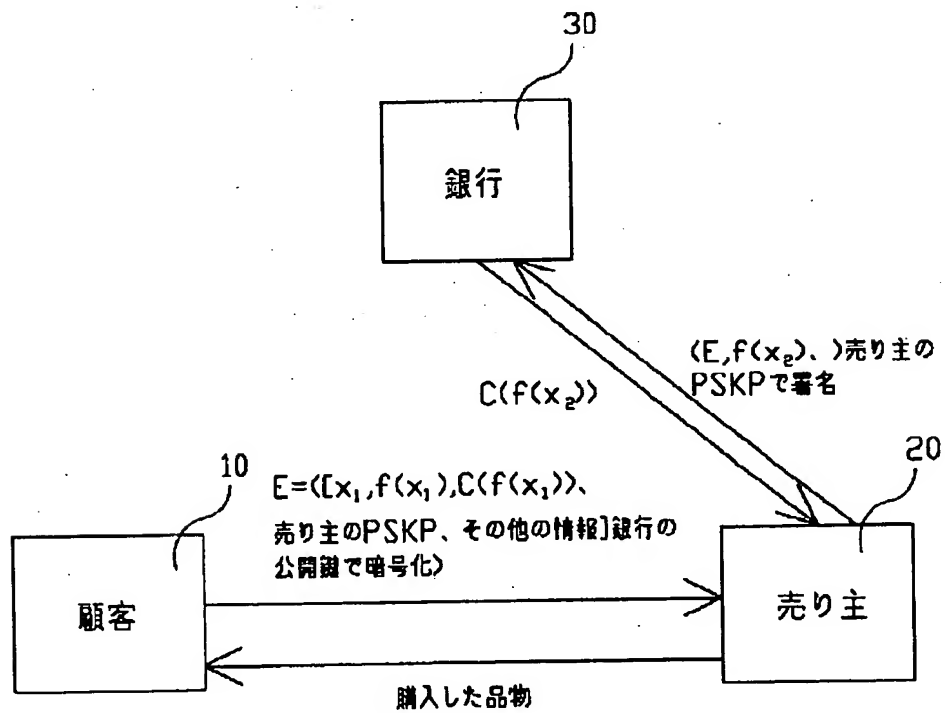 30
銀行
(E,f(x₂)、)売り主の
PSKPで署名
C(f(x₂))
10
20
E=([x₁,f(x₁),C(f(x₁))、
売り主のPSKP、その他の情報]銀行の
公開鍵で暗号化)
顧客
売り主
購入した品物